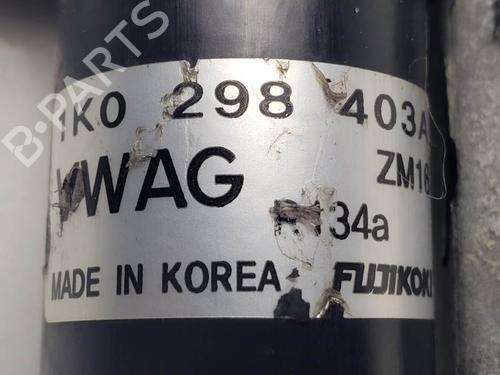 B-PARTS
1K0 298 403A
VWAG
ZM16
34a
MADE IN KOREA FUJIKOKI